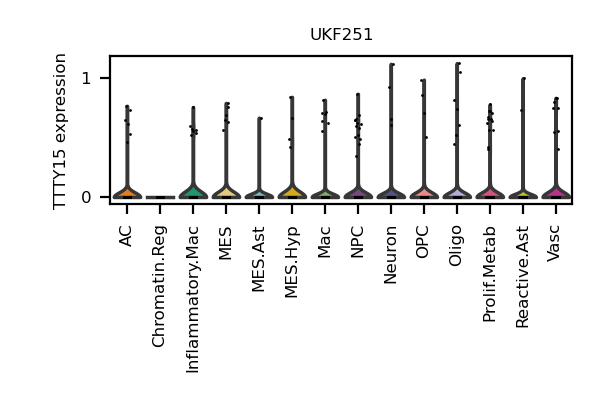 UKF251
TTTY15 expression
1
0
AC
Chromatin.Reg
Inflammatory.Mac
MES
MES.Ast
MES.Hyp
Mac
NPC
Neuron
OPC
Oligo
Prolif.Metab
Reactive.Ast
Vasc